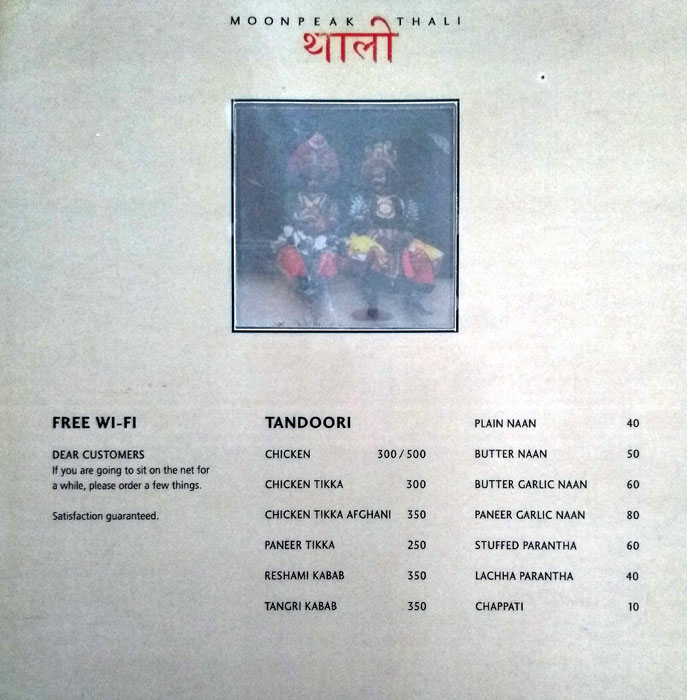 MOONPEAK THALI
थाली
FREE WI-FI
DEAR CUSTOMERS
If you are going to sit on the net for
a while, please order a few things.
Satisfaction guaranteed.
TANDOORI
CHICKEN 300 / 500
CHICKEN TIKKA 300
CHICKEN TIKKA AFGHANI 350
PANEER TIKKA 250
RESHAMI KABAB 350
TANGRI KABAB 350
PLAIN NAAN 40
BUTTER NAAN 50
BUTTER GARLIC NAAN 60
PANEER GARLIC NAAN 80
STUFFED PARANTHA 60
LACHHA PARANTHA 40
CHAPPATI 10